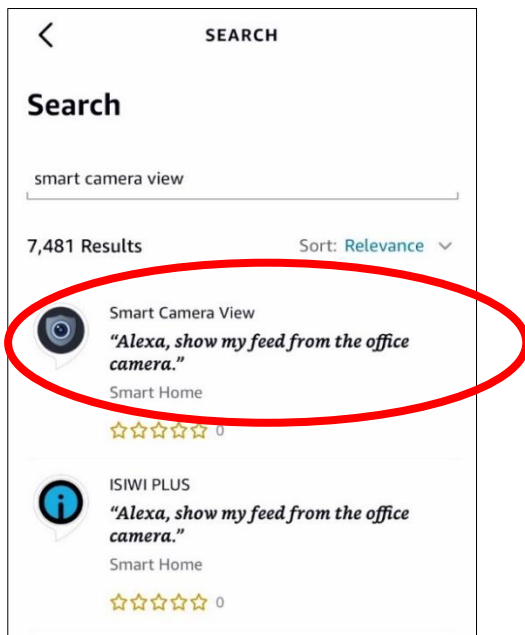 SEARCH
Search
smart camera view
7,481 Results Sort: Relevance
Smart Camera View
“Alexa, show my feed from the office
camera.”
Smart Home
0
ISIWI PLUS
“Alexa, show my feed from the office
camera.”
Smart Home
0